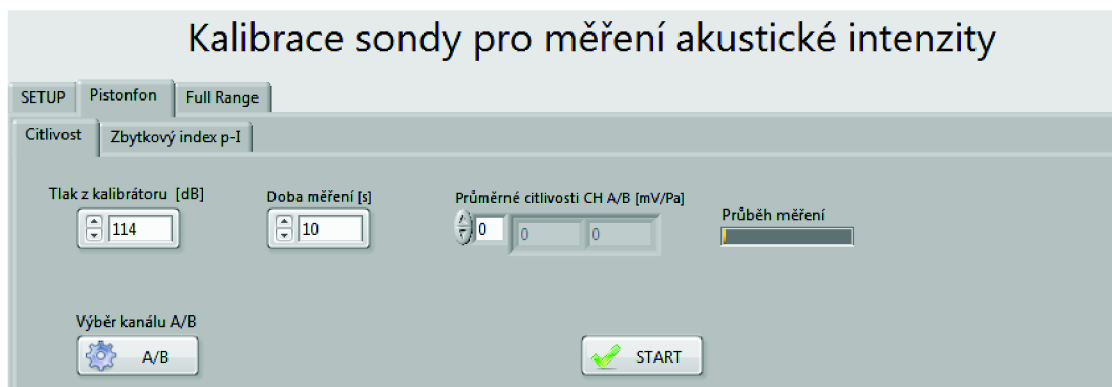 Kalibrace sondy pro měření akustické intenzity
SETUP Pistonfon Full Range
Citlivost Zbytkový index p-I
Tlak z kalibrátoru [dB] Doba měření [s] Průměrné citlivosti CH A/B [mV/Pa] Průběh měření
114 10 0 0 0
Výběr kanálu A/B
A/B START